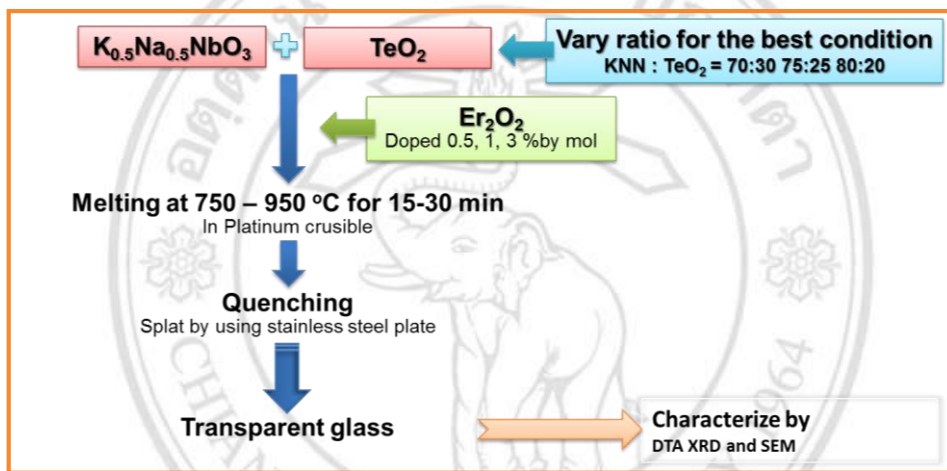 K₀.₅Na₀.₅NbO₃ + TeO₂
Vary ratio for the best condition
KNN : TeO₂ = 70:30 75:25 80:20
Er₂O₂
Doped 0.5, 1, 3 %by mol
Melting at 750 – 950 ºC for 15-30 min
In Platinum crusible
Quenching
Splat by using stainless steel plate
Transparent glass
Characterize by
DTA XRD and SEM
1964